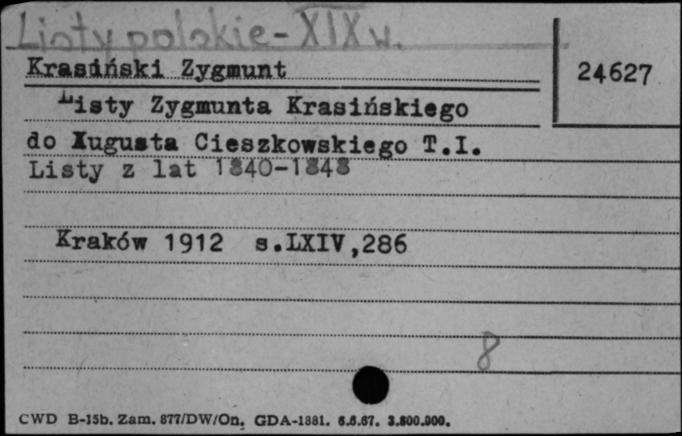 Listy polskie - XIX w.
Krasiński Zygmunt
24627
Listy Zygmunta Krasińskiego
do Augusta Cieszkowskiego T.I.
Listy z lat 1840-1848
Kraków 1912 s.LXIV,286
8
CWD B-15b. Zam. 877/DW/On. GDA-1881. 6.6.67. 3.800.000.